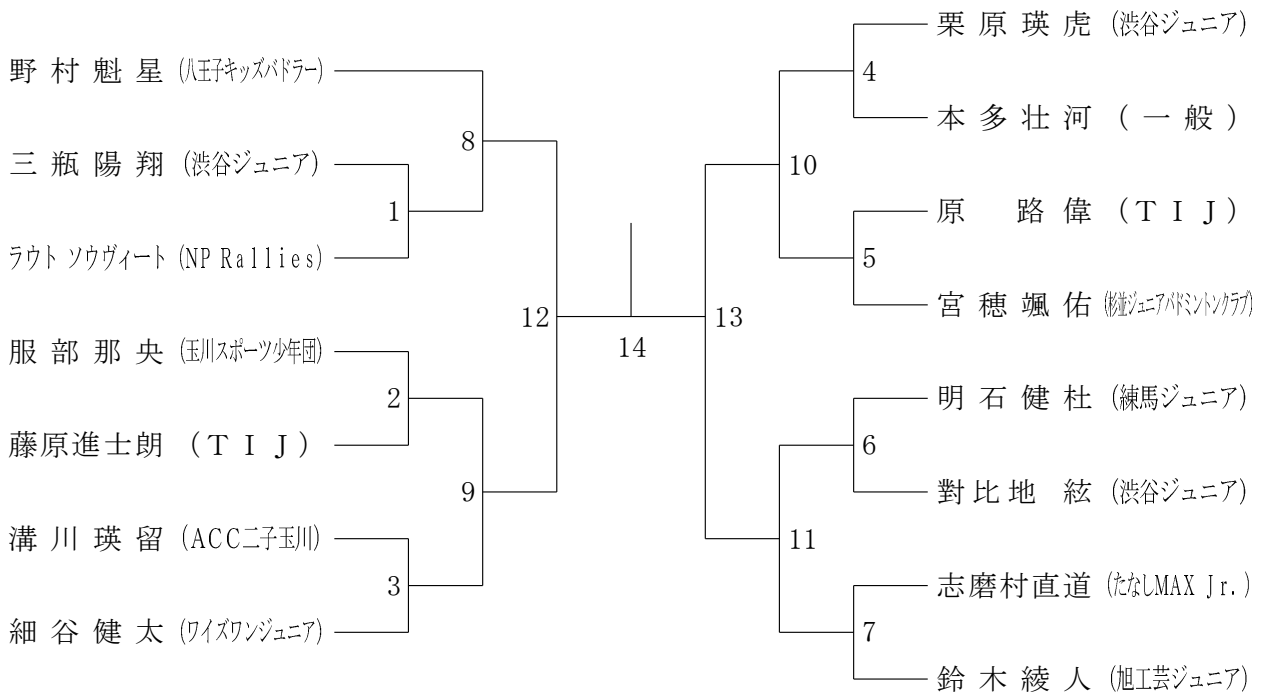 野村魁星 (八王子キッズバドラー)
8
三瓶陽翔 (渋谷ジュニア)
1
ラウト ソウヴィート (NP Rallies)
12
服部那央 (玉川スポーツ少年団)
2
藤原進士朗 (TIJ)
9
溝川瑛留 (ACC二子玉川)
3
細谷健太 (ワイズワンジュニア)
14
栗原瑛虎 (渋谷ジュニア)
4
本多壮河 (一般)
10
原 路偉 (TIJ)
5
宮穂颯佑 (杉並ジュニアバドミントンクラブ)
13
明石健杜 (練馬ジュニア)
6
對比地 絃 (渋谷ジュニア)
11
志磨村直道 (たなしMAX Jr.)
7
鈴木綾人 (旭工芸ジュニア)